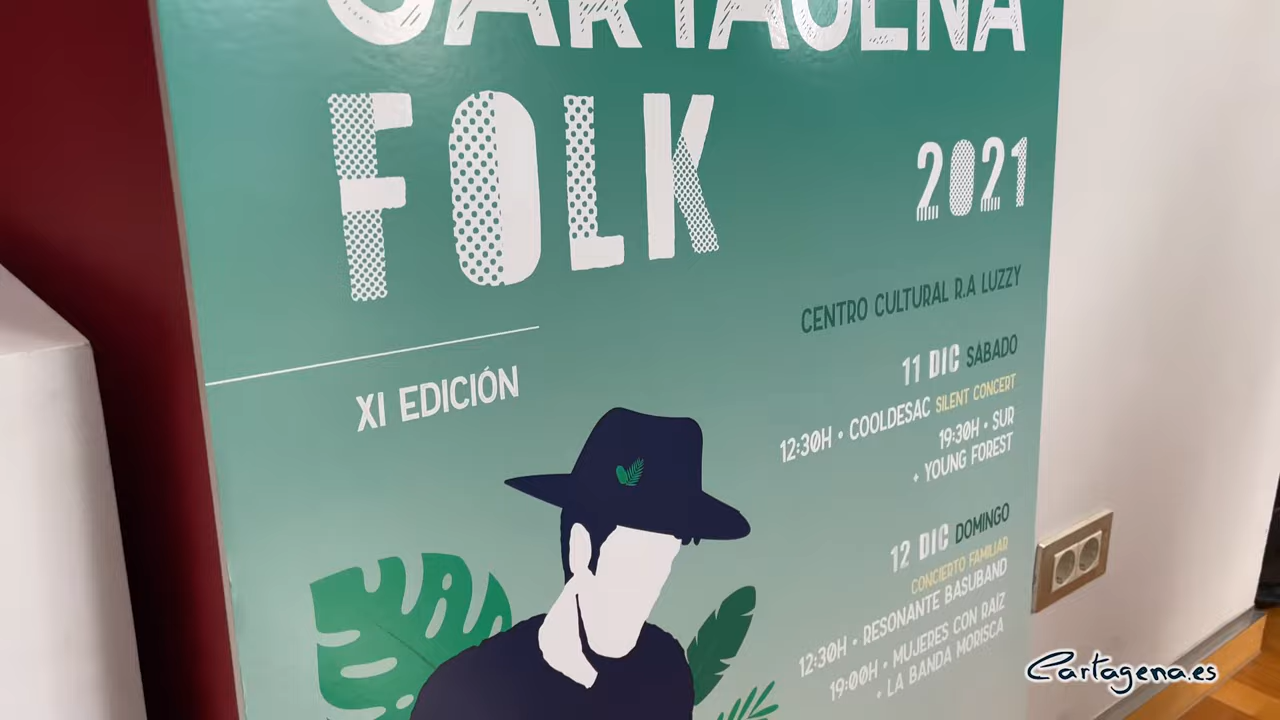 CARTAGENA
FOLK
2021
CENTRO CULTURAL R.A LUZZY
11 DIC SÁBADO
12:30H • COOLDESAC SILENT CONCERT
19:30H • SUR
+ YOUNG FOREST
XI EDICIÓN
12 DIC DOMINGO
CONCIERTO FAMILIAR
12:30H • RESONANTE BASUBAND
19:00H • MUJERES CON RAÍZ
+ LA BANDA MORISCA
Cartagena.es